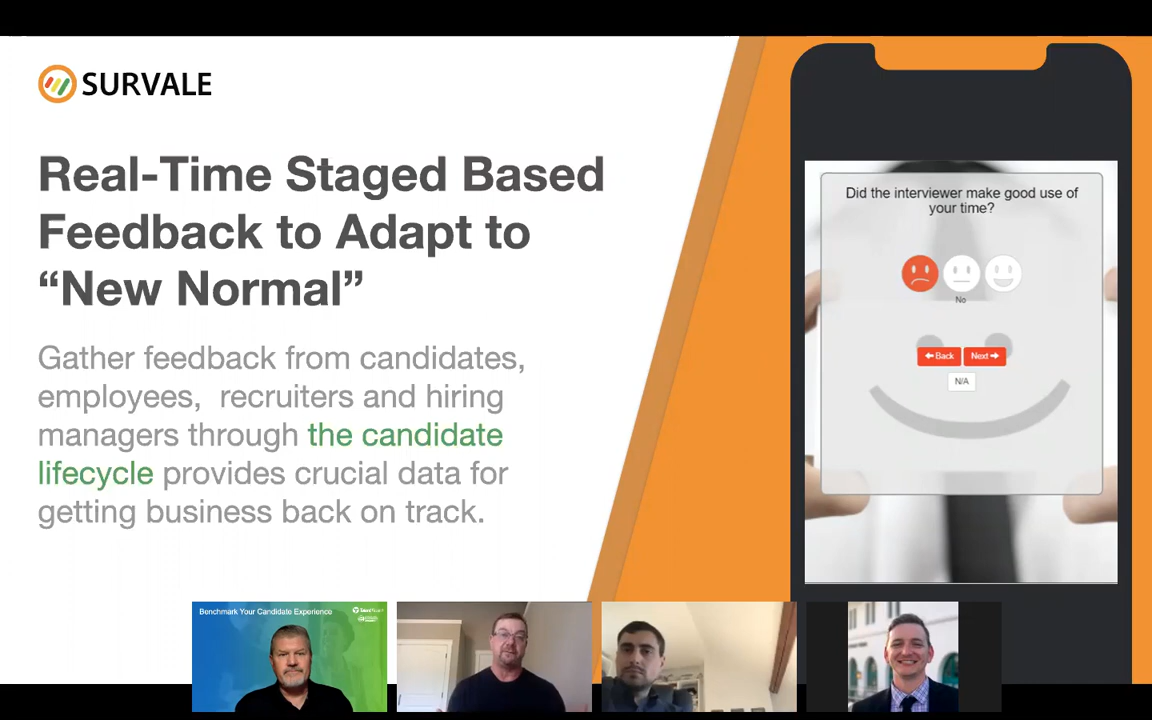 SURVALE
Real-Time Staged Based
Feedback to Adapt to
“New Normal”
Gather feedback from candidates,
employees,  recruiters and hiring
managers through the candidate
lifecycle provides crucial data for
getting business back on track.
Did the interviewer make good use of
your time?
No
Back Next
N/A
Benchmark Your Candidate Experience